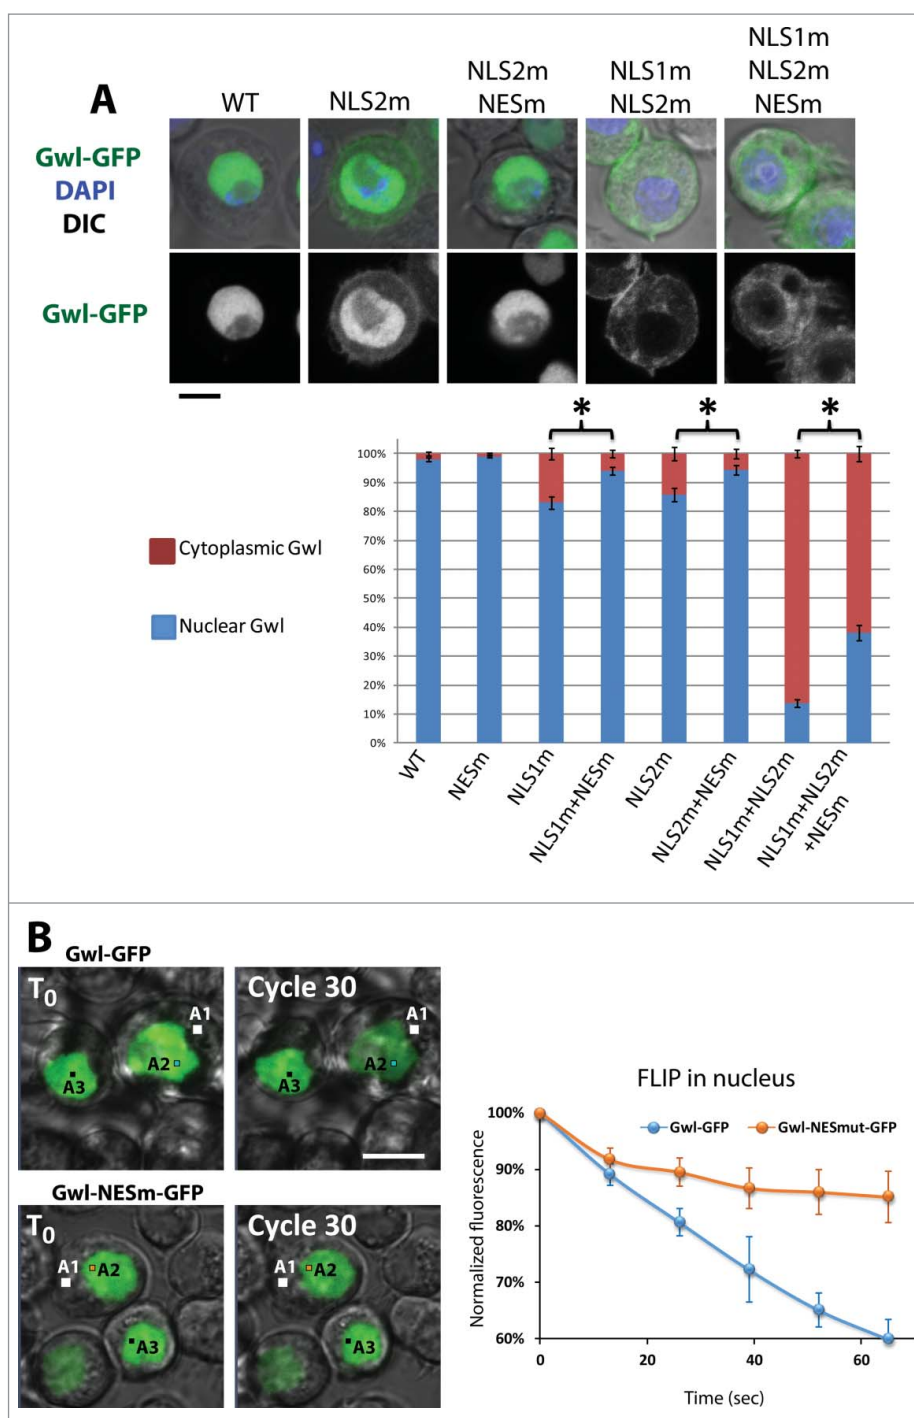 A
WT
NLS2m
NLS2m
NESm
NLS1m
NLS2m
NLS1m
NLS2m
NESm
Gwl-GFP
DAPI
DIC
Gwl-GFP
* * *
100%
90%
80%
70%
60%
50%
40%
30%
20%
10%
0%
Cytoplasmic Gwl
Nuclear Gwl
WT
NESm
NLS1m
NLS1m+NESm
NLS2m
NLS2m+NESm
NLS1m+NLS2m
NLS1m+NLS2m
+NESm
B
Gwl-GFP
T0
A1
A2
A3
Cycle 30
A1
A2
A3
Gwl-NESm-GFP
T0
A1
A2
A3
Cycle 30
A1
A2
A3
FLIP in nucleus
Gwl-GFP
Gwl-NESmut-GFP
Normalized fluorescence
100%
90%
80%
70%
60%
0 20 40 60
Time (sec)